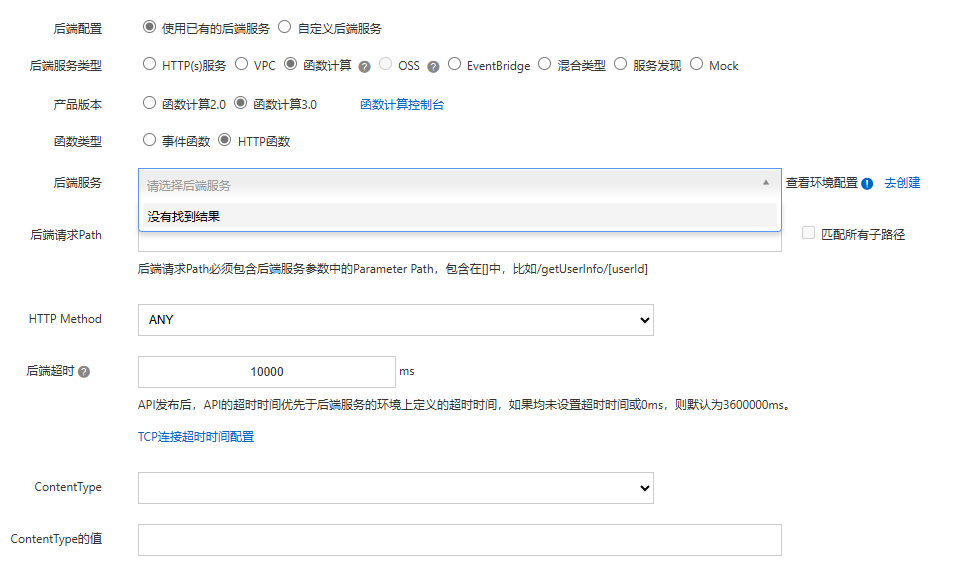 后端配置 使用已有的后端服务 自定义后端服务
后端服务类型 HTTP(s)服务 VPC 函数计算 ? OSS ? EventBridge 混合类型 服务发现 Mock
产品版本 函数计算2.0 函数计算3.0 函数计算控制台
函数类型 事件函数 HTTP函数
后端服务 请选择后端服务 查看环境配置 ! 去创建
没有找到结果
后端请求Path 匹配所有子路径
后端请求Path必须包含后端服务参数中的Parameter Path，包含在[]中，比如/getUserInfo/[userId]
HTTP Method ANY
后端超时 ? 10000 ms
API发布后，API的超时时间优先于后端服务的环境上定义的超时时间，如果均未设置超时时间或0ms，则默认为3600000ms。
TCP连接超时时间配置
ContentType
ContentType的值